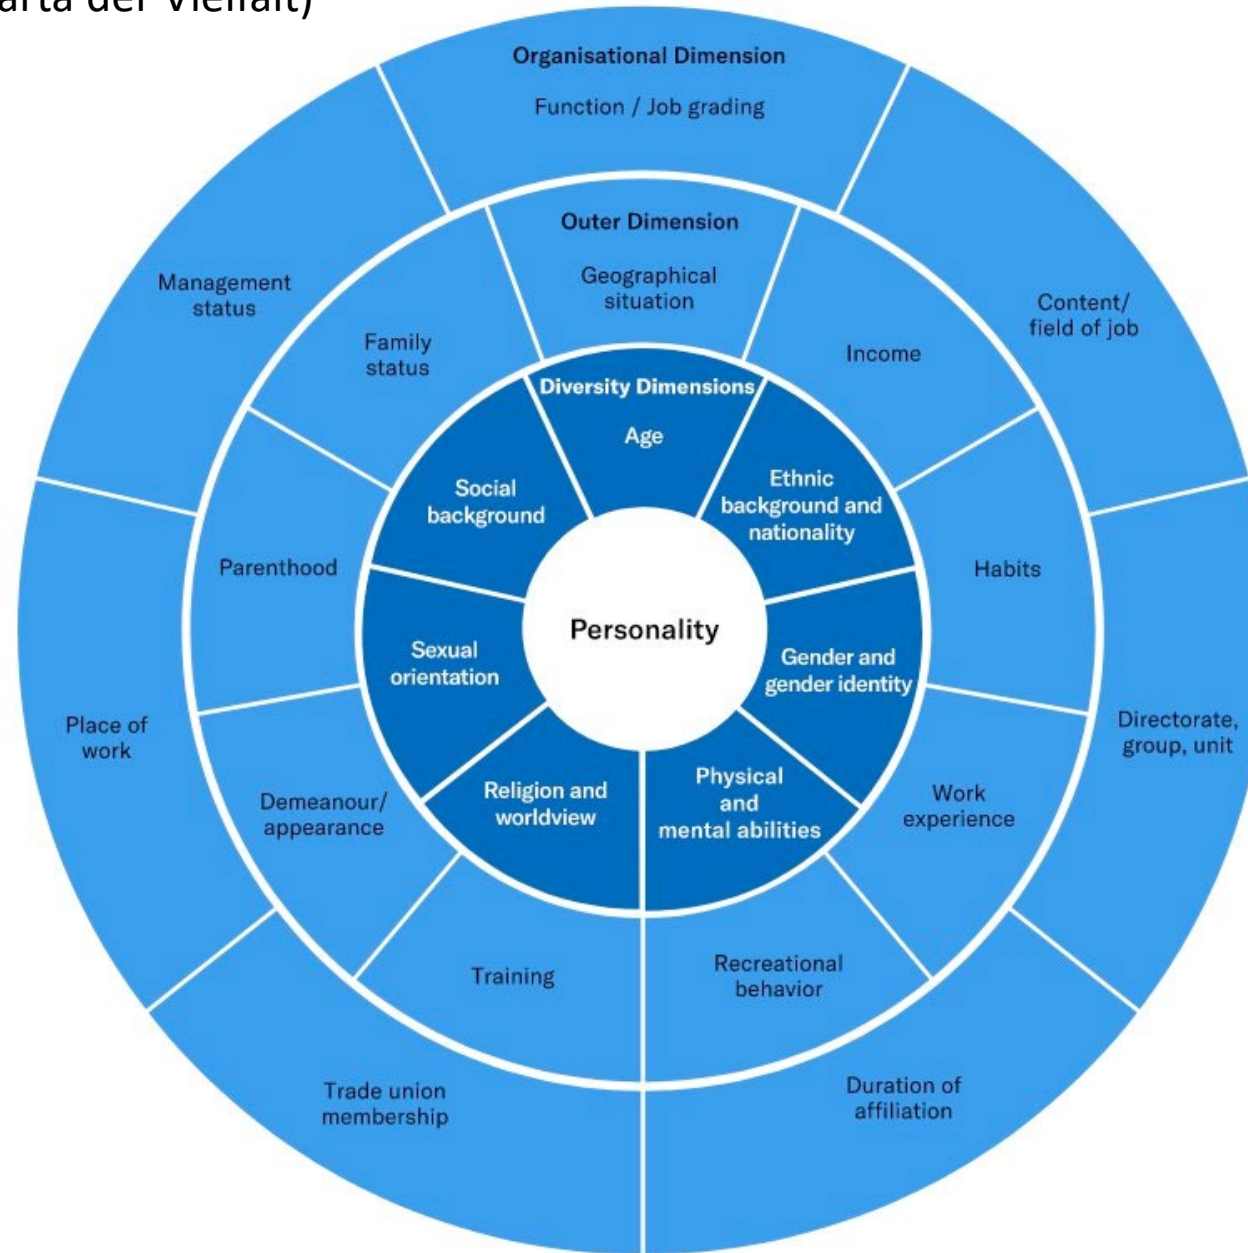 der Vielfalt)
Organisational Dimension
Function / Job grading
Outer Dimension
Geographical
situation
Management
status
Content/
field of job
Family
status
Income
Diversity Dimensions
Age
Social
background
Ethnic
background and
nationality
Parenthood
Habits
Personality
Sexual
orientation
Gender and
gender identity
Place of
work
Directorate,
group, unit
Demeanour/
appearance
Religion and
worldview
Physical
and
mental abilities
Work
experience
Training
Recreational
behavior
Trade union
membership
Duration of
affiliation